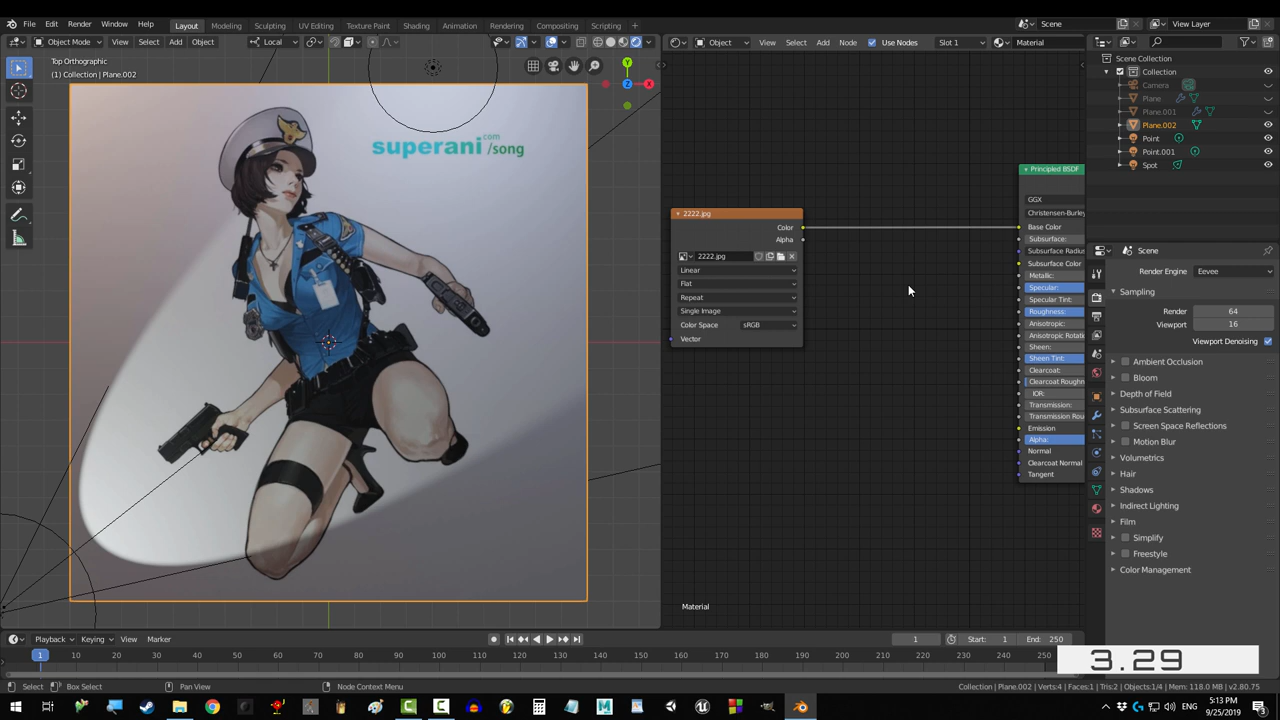 File Edit Render Window Help Layout Modeling Sculpting UV Editing Texture Paint Shading Animation Rendering Compositing Scripting Scene View Layer
Object Mode View Select Add Object Local
Object View Select Add Node Use Nodes Slot 1 Material
Top Orthographic
(1) Collection | Plane.002
superani.com/song
2222.jpg
Color
Alpha
2222.jpg
Linear
Flat
Repeat
Single Image
Color Space sRGB
Vector
Principled BSDF
GGX
Christensen-Burley
Base Color
Subsurface:
Subsurface Radius
Subsurface Color
Metallic:
Specular:
Specular Tint:
Roughness:
Anisotropic:
Anisotropic Rotati
Sheen:
Sheen Tint:
Clearcoat:
Clearcoat Roughn
IOR:
Transmission:
Transmission Rou
Emission
Alpha:
Normal
Clearcoat Normal
Tangent
Material
Scene Collection
Collection
Camera
Plane
Plane.001
Plane.002
Point
Point.001
Spot
Scene
Render Engine Eevee
Sampling
Render 64
Viewport 16
Viewport Denoising
Ambient Occlusion
Bloom
Depth of Field
Subsurface Scattering
Screen Space Reflections
Motion Blur
Volumetrics
Hair
Shadows
Indirect Lighting
Film
Simplify
Freestyle
Color Management
Playback Keying View Marker 1 Start: 1 End: 250
1 10 20 30 40 50 60 70 80 90 100 110 120 130 140 150 160 170 180 190 200 210 220 230 240 250
3.29
Select Box Select Pan View Node Context Menu Collection | Plane.002 | Verts:4 | Faces:1 | Tris:2 | Objects:1/4 | Mem: 118.0 MB | v2.80.75
5:13 PM
9/25/2019